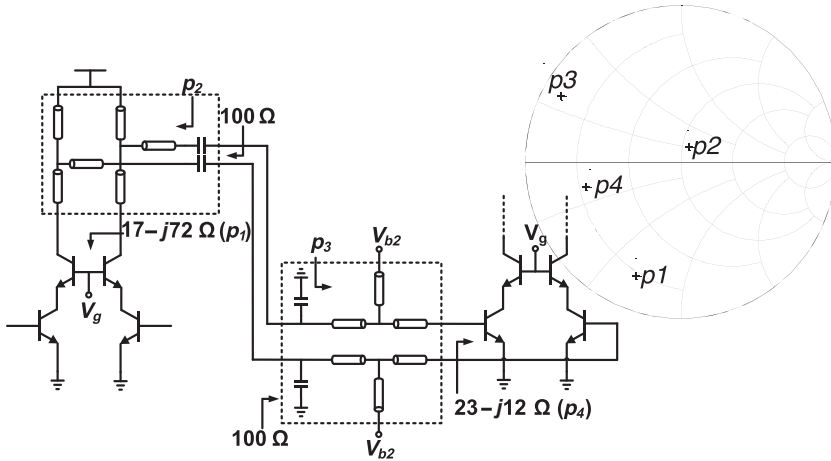 p2
100 Ω
17–j72 Ω (p1)
Vg
p3
Vb2
100 Ω
Vb2
Vg
23–j12 Ω (p4)
p3
p2
p4
p1